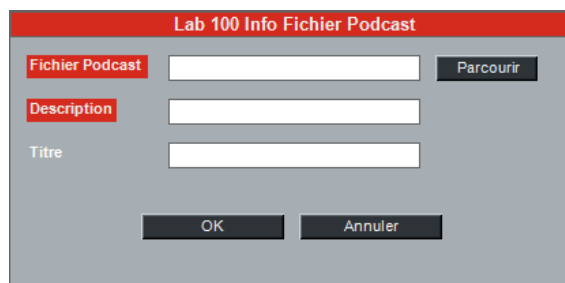 Lab 100 Info Fichier Podcast
Fichier Podcast
Parcourir
Description
Titre
OK
Annuler